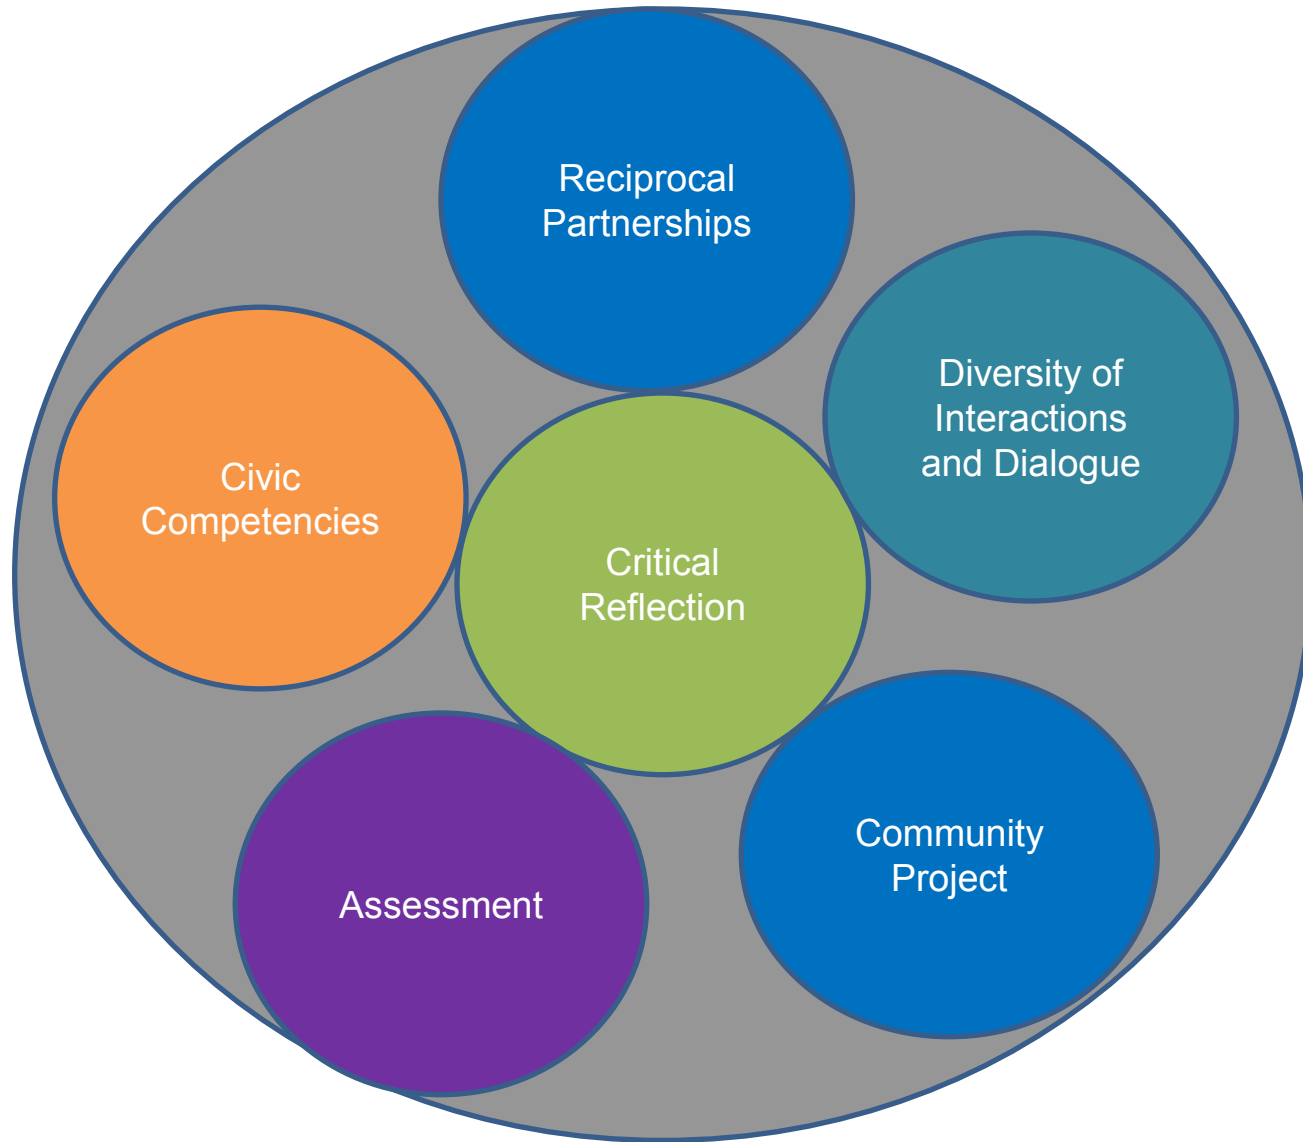 Reciprocal
Partnerships
Diversity of
Interactions
and Dialogue
Civic
Competencies
Critical
Reflection
Community
Project
Assessment